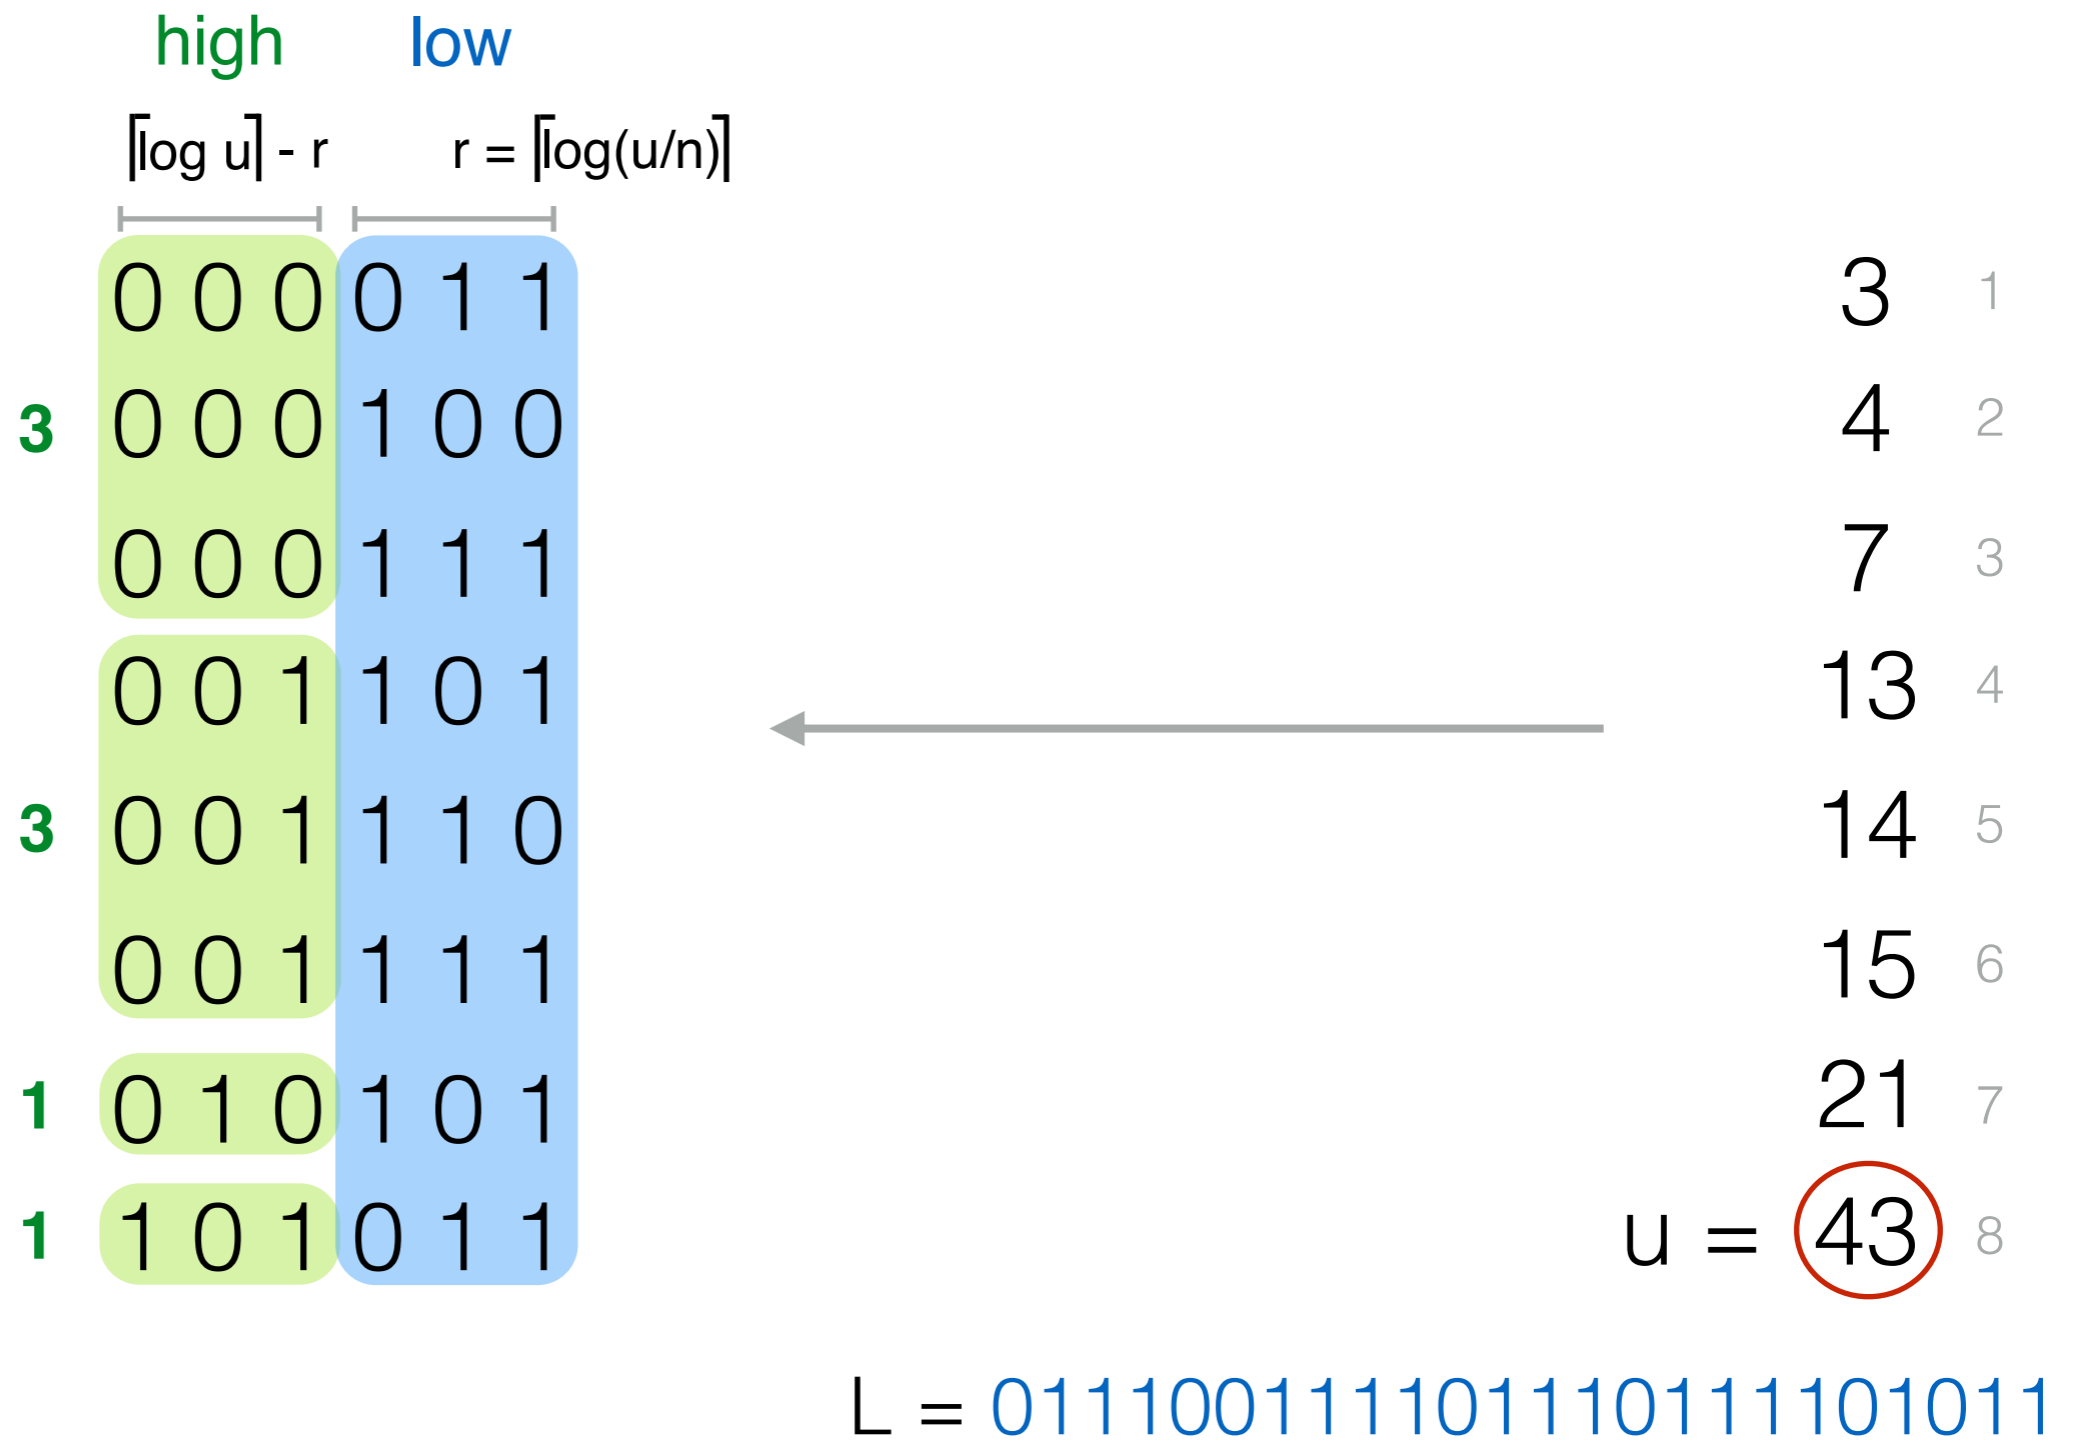 high low
⌈log u⌉ - r r = ⌈log(u/n)⌉
0 0 0 0 1 1 3 1
3 0 0 0 1 0 0 4 2
0 0 0 1 1 1 7 3
0 0 1 1 0 1 13 4
3 0 0 1 1 1 0 14 5
0 0 1 1 1 1 15 6
1 0 1 0 1 0 1 21 7
1 1 0 1 0 1 1 u = 43 8
L = 011100111101110111101011